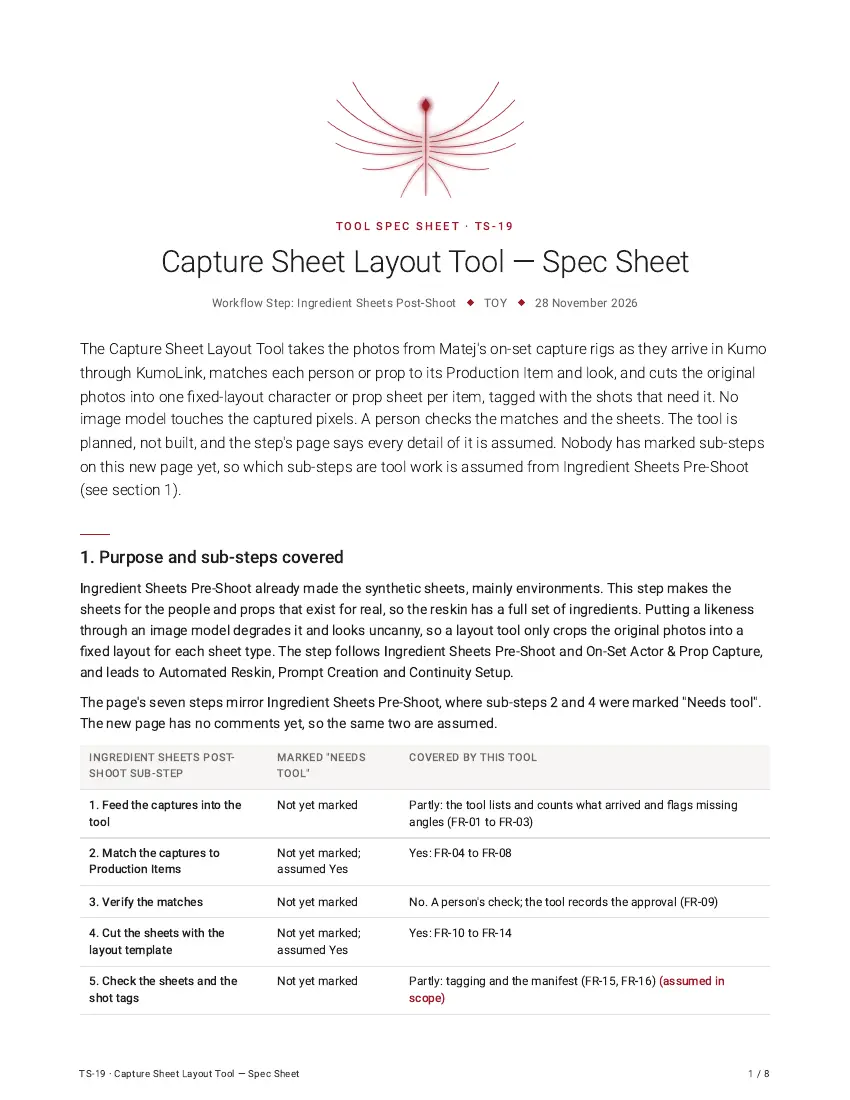 TOOL SPEC SHEET · TS-19
Capture Sheet Layout Tool — Spec Sheet
Workflow Step: Ingredient Sheets Post-Shoot ◆ TOY ◆ 28 November 2026
The Capture Sheet Layout Tool takes the photos from Matej's on-set capture rigs as they arrive in Kumo
through KumoLink, matches each person or prop to its Production Item and look, and cuts the original
photos into one fixed-layout character or prop sheet per item, tagged with the shots that need it. No
image model touches the captured pixels. A person checks the matches and the sheets. The tool is
planned, not built, and the step's page says every detail of it is assumed. Nobody has marked sub-steps
on this new page yet, so which sub-steps are tool work is assumed from Ingredient Sheets Pre-Shoot
(see section 1).
1. Purpose and sub-steps covered
Ingredient Sheets Pre-Shoot already made the synthetic sheets, mainly environments. This step makes the
sheets for the people and props that exist for real, so the reskin has a full set of ingredients. Putting a likeness
through an image model degrades it and looks uncanny, so a layout tool only crops the original photos into a
fixed layout for each sheet type. The step follows Ingredient Sheets Pre-Shoot and On-Set Actor & Prop Capture,
and leads to Automated Reskin, Prompt Creation and Continuity Setup.
The page's seven steps mirror Ingredient Sheets Pre-Shoot, where sub-steps 2 and 4 were marked "Needs tool".
The new page has no comments yet, so the same two are assumed.
INGREDIENT SHEETS POST-
SHOOT SUB-STEP
MARKED "NEEDS
TOOL"
COVERED BY THIS TOOL
1. Feed the captures into the
tool
Not yet marked
Partly: the tool lists and counts what arrived and flags missing
angles (FR-01 to FR-03)
2. Match the captures to
Production Items
Not yet marked;
assumed Yes
Yes: FR-04 to FR-08
3. Verify the matches
Not yet marked
No. A person's check; the tool records the approval (FR-09)
4. Cut the sheets with the
layout template
Not yet marked;
assumed Yes
Yes: FR-10 to FR-14
5. Check the sheets and the
shot tags
Not yet marked
Partly: tagging and the manifest (FR-15, FR-16) (assumed in
scope)
TS-19 · Capture Sheet Layout Tool — Spec Sheet
1 / 8